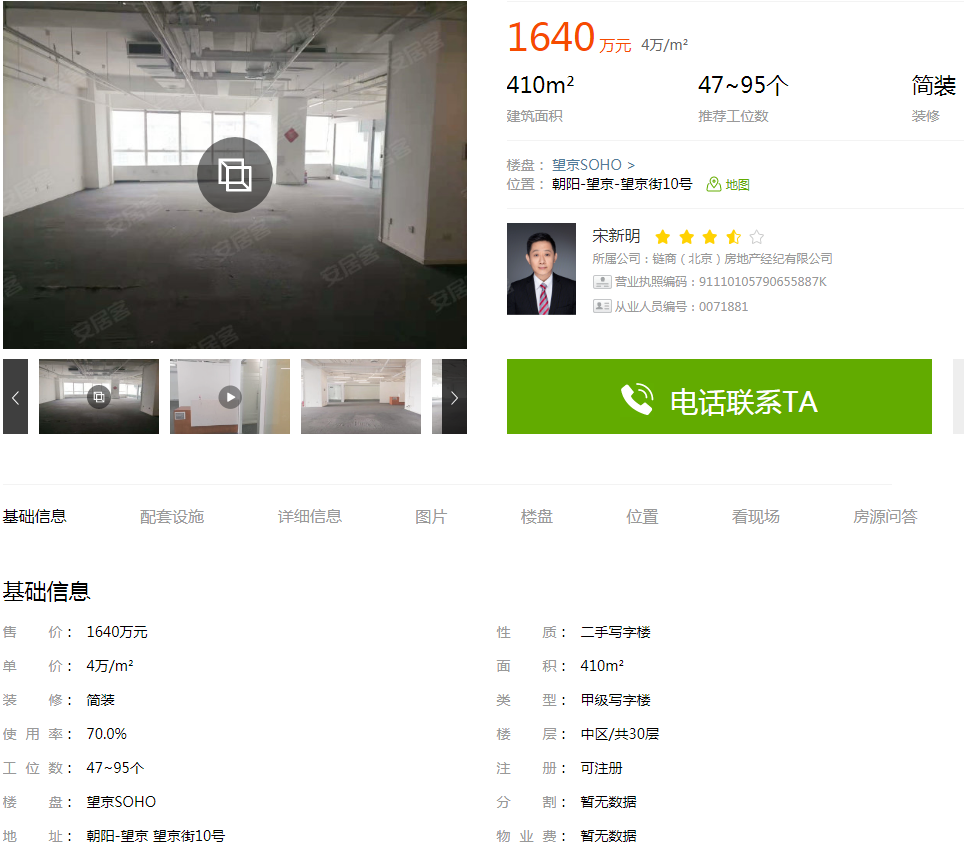 安居客
1640 万元 4万/m²
410m² 47~95个 简装
建筑面积 推荐工位数 装修
楼盘： 望京SOHO >
位置： 朝阳-望京-望京街10号 地图
宋新明
所属公司：链商（北京）房地产经纪有限公司
营业执照编码：91110105790655887K
从业人员编号：0071881
电话联系TA
基础信息 配套设施 详细信息 图片 楼盘 位置 看现场 房源问答
基础信息
售 价： 1640万元 性 质： 二手写字楼
单 价： 4万/m² 面 积： 410m²
装 修： 简装 类 型： 甲级写字楼
使 用 率： 70.0% 楼 层： 中区/共30层
工 位 数： 47~95个 注 册： 可注册
楼 盘： 望京SOHO 分 割： 暂无数据
地 址： 朝阳-望京 望京街10号 物 业 费： 暂无数据